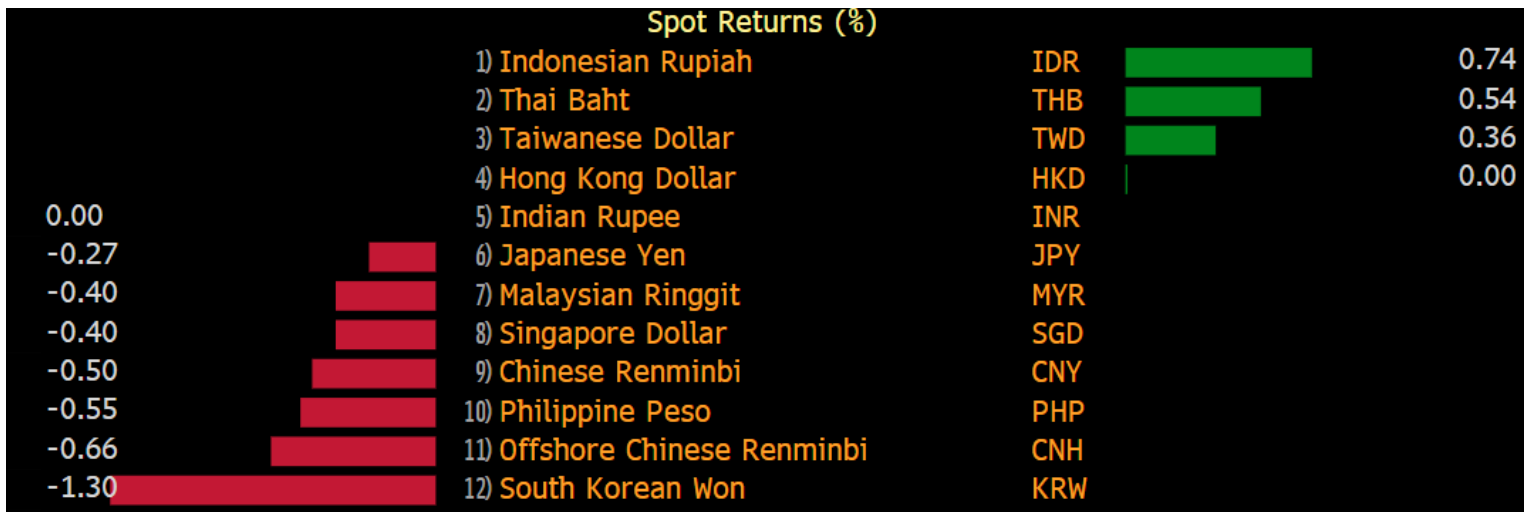 Spot Returns (%)
1) Indonesian Rupiah IDR 0.74
2) Thai Baht THB 0.54
3) Taiwanese Dollar TWD 0.36
4) Hong Kong Dollar HKD 0.00
0.00 5) Indian Rupee INR
-0.27 6) Japanese Yen JPY
-0.40 7) Malaysian Ringgit MYR
-0.40 8) Singapore Dollar SGD
-0.50 9) Chinese Renminbi CNY
-0.55 10) Philippine Peso PHP
-0.66 11) Offshore Chinese Renminbi CNH
-1.30 12) South Korean Won KRW